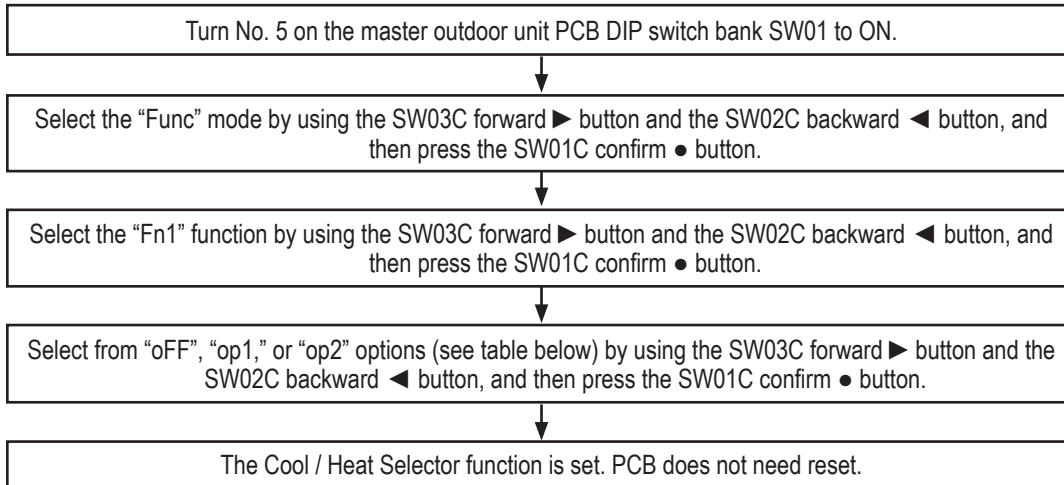 Turn No. 5 on the master outdoor unit PCB DIP switch bank SW01 to ON.
Select the “Func” mode by using the SW03C forward ► button and the SW02C backward ◄ button, and
then press the SW01C confirm ● button.
Select the “Fn1” function by using the SW03C forward ► button and the SW02C backward ◄ button, and
then press the SW01C confirm ● button.
Select from “oFF”, “op1,” or “op2” options (see table below) by using the SW03C forward ► button and the
SW02C backward ◄ button, and then press the SW01C confirm ● button.
The Cool / Heat Selector function is set. PCB does not need reset.